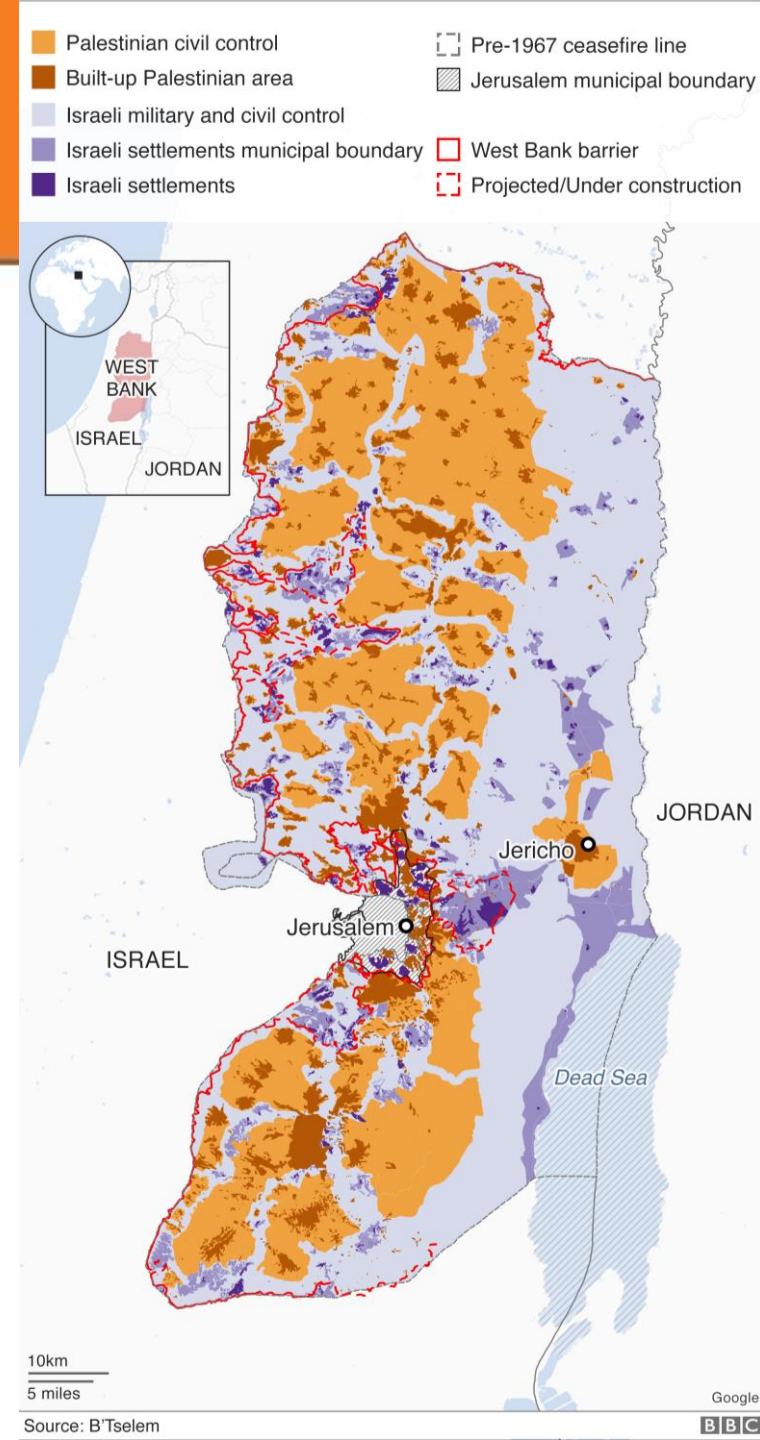 Palestinian civil control
Built-up Palestinian area
Israeli military and civil control
Israeli settlements municipal boundary
Israeli settlements
Pre-1967 ceasefire line
Jerusalem municipal boundary
West Bank barrier
Projected/Under construction
WEST
BANK
ISRAEL
JORDAN
JORDAN
Jericho
Jerusalem
ISRAEL
Dead Sea
10km
5 miles
Google
Source: B'Tselem
BBC